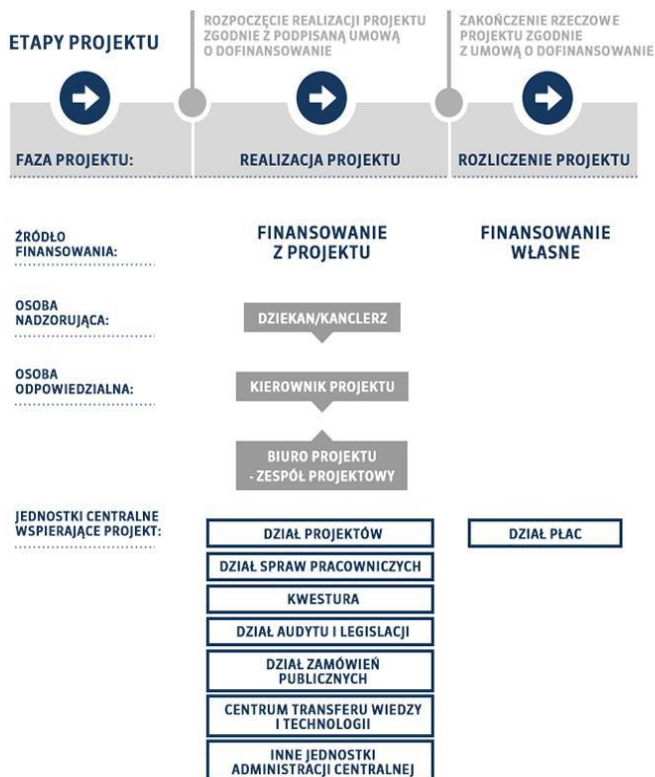 ETAPY PROJEKTU
ROZPOCZĘCIE REALIZACJI PROJEKTU
ZGODNIE Z PODPISANĄ UMOWĄ
O DOFINANSOWANIE
ZAKOŃCZENIE RZECZOWE
PROJEKTU ZGODNIE
Z UMOWĄ O DOFINANSOWANIE
FAZA PROJEKTU:
REALIZACJA PROJEKTU
ROZLICZENIE PROJEKTU
ŹRÓDŁO
FINANSOWANIA:
FINANSOWANIE
Z PROJEKTU
FINANSOWANIE
WŁASNE
OSOBA
NADZORUJĄCA:
DZIEKAN/KANCLERZ
OSOBA
ODPOWIEDZIALNA:
KIEROWNIK PROJEKTU
BIURO PROJEKTU
- ZESPÓŁ PROJEKTOWY
JEDNOSTKI CENTRALNE
WSPIERAJĄCE PROJEKT:
DZIAŁ PROJEKTÓW
DZIAŁ PŁAC
DZIAŁ SPRAW PRACOWNICZYCH
KWESTURA
DZIAŁ AUDYTU I LEGISLACJI
DZIAŁ ZAMÓWIEŃ
PUBLICZNYCH
CENTRUM TRANSFERU WIEDZY
I TECHNOLOGII
INNE JEDNOSTKI
ADMINISTRACJI CENTRALNEJ